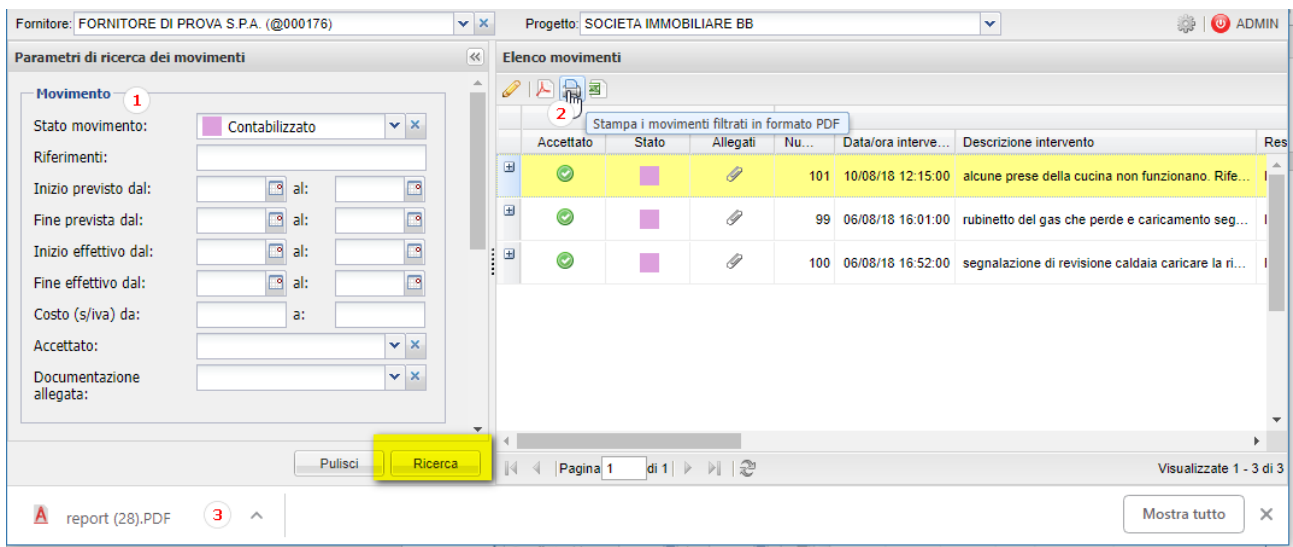 Fornitore: FORNITORE DI PROVA S.P.A. (@000176) Progetto: SOCIETA IMMOBILIARE BB ADMIN
Parametri di ricerca dei movimenti
Movimento 1
Stato movimento: Contabilizzato
Riferimenti:
Inizio previsto dal: al:
Fine prevista dal: al:
Inizio effettivo dal: al:
Fine effettivo dal: al:
Costo (s/iva) da: a:
Accettato:
Documentazione
allegata:
Pulisci Ricerca
Elenco movimenti
2
Stampa i movimenti filtrati in formato PDF
Accettato Stato Allegati Nu... Data/ora interve... Descrizione intervento Res
101 10/08/18 12:15:00 alcune prese della cucina non funzionano. Rife...
99 06/08/18 16:01:00 rubinetto del gas che perde e caricamento seg...
100 06/08/18 16:52:00 segnalazione di revisione caldaia caricare la ri...
Pagina 1 di 1 Visualizzate 1 - 3 di 3
report (28).PDF 3 Mostra tutto